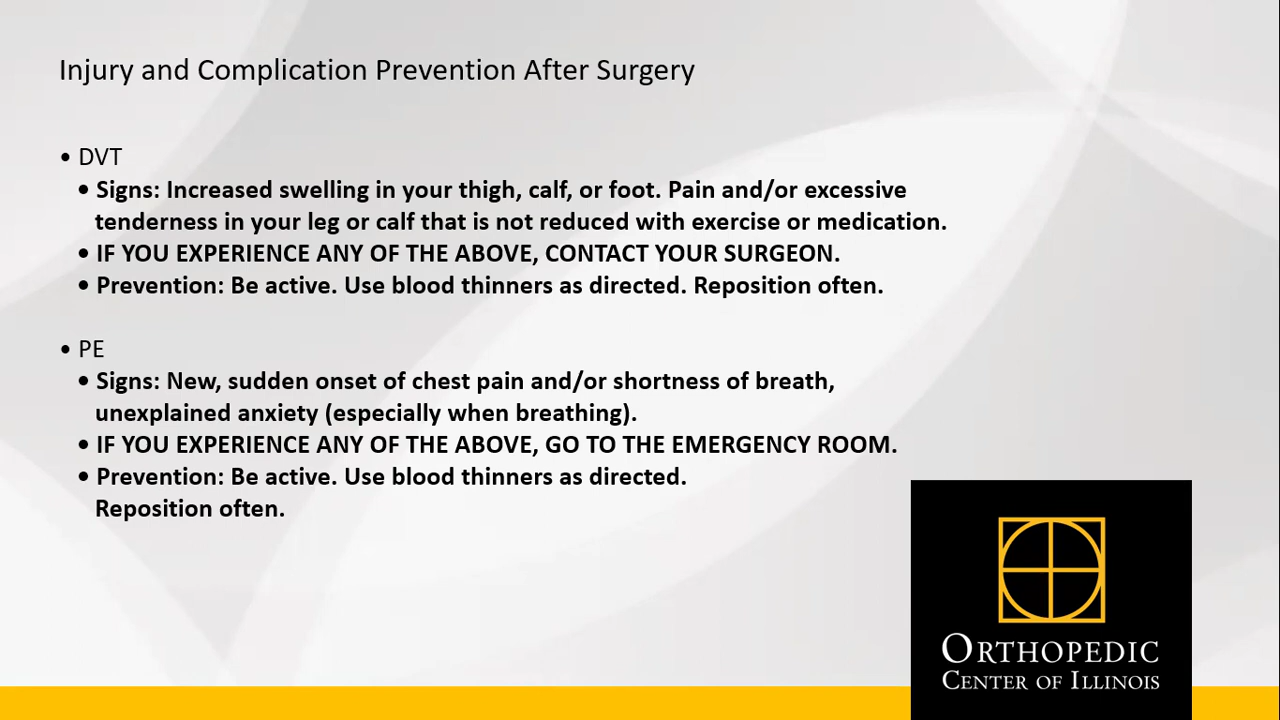 Injury and Complication Prevention After Surgery
• DVT
• Signs: Increased swelling in your thigh, calf, or foot. Pain and/or excessive
tenderness in your leg or calf that is not reduced with exercise or medication.
• IF YOU EXPERIENCE ANY OF THE ABOVE, CONTACT YOUR SURGEON.
• Prevention: Be active. Use blood thinners as directed. Reposition often.
• PE
• Signs: New, sudden onset of chest pain and/or shortness of breath,
unexplained anxiety (especially when breathing).
• IF YOU EXPERIENCE ANY OF THE ABOVE, GO TO THE EMERGENCY ROOM.
• Prevention: Be active. Use blood thinners as directed.
Reposition often.
ORTHOPEDIC
CENTER OF ILLINOIS